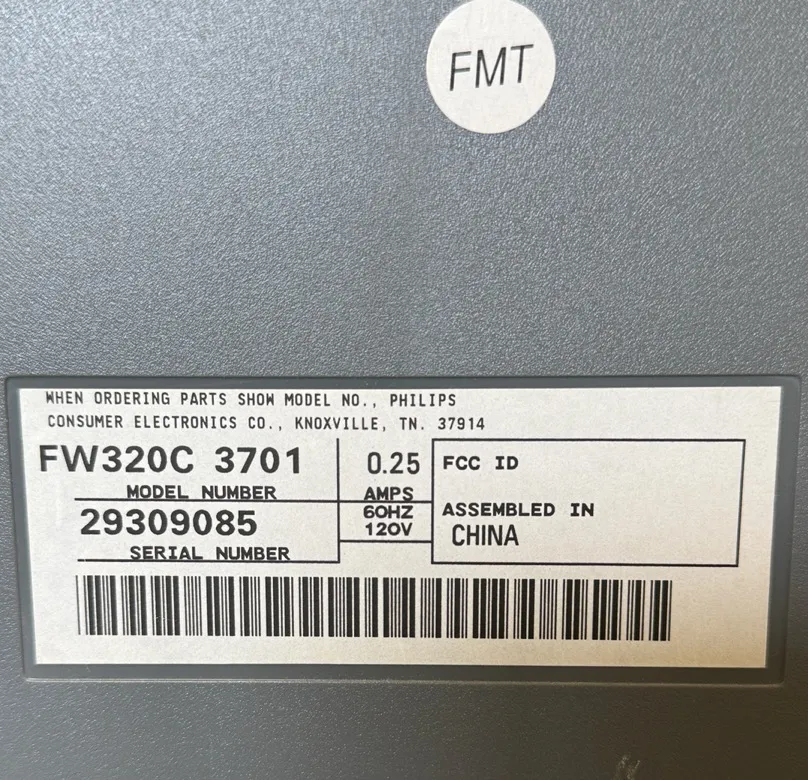 FMT
WHEN ORDERING PARTS SHOW MODEL NO., PHILIPS
CONSUMER ELECTRONICS CO., KNOXVILLE, TN. 37914
FW320C 3701
MODEL NUMBER
29309085
SERIAL NUMBER
0.25
AMPS
60HZ
120V
FCC ID
ASSEMBLED IN
CHINA